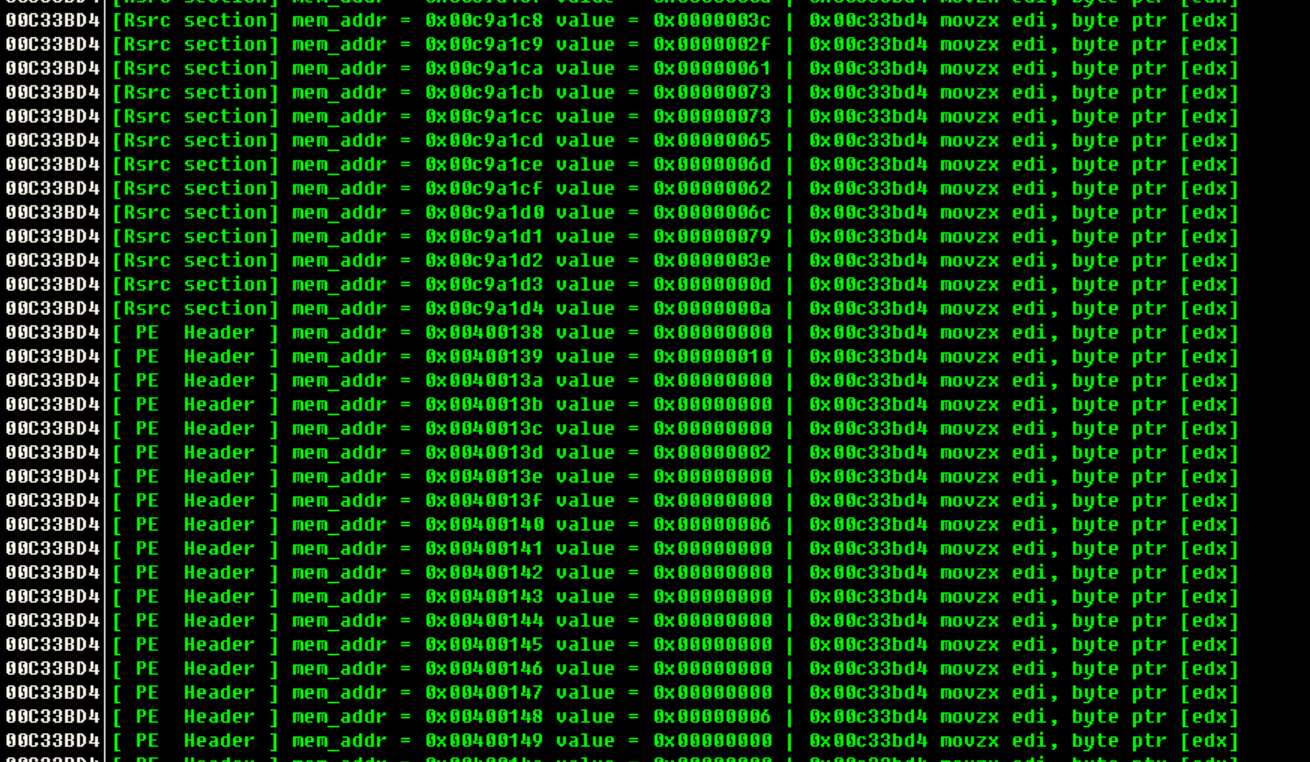 00C33BD4 [Rsrc section] mem_addr = 0x00c9a1c8 value = 0x0000003c | 0x00c33bd4 movzx edi, byte ptr [edx]
00C33BD4 [Rsrc section] mem_addr = 0x00c9a1c9 value = 0x0000002f | 0x00c33bd4 movzx edi, byte ptr [edx]
00C33BD4 [Rsrc section] mem_addr = 0x00c9a1ca value = 0x00000061 | 0x00c33bd4 movzx edi, byte ptr [edx]
00C33BD4 [Rsrc section] mem_addr = 0x00c9a1cb value = 0x00000073 | 0x00c33bd4 movzx edi, byte ptr [edx]
00C33BD4 [Rsrc section] mem_addr = 0x00c9a1cc value = 0x00000073 | 0x00c33bd4 movzx edi, byte ptr [edx]
00C33BD4 [Rsrc section] mem_addr = 0x00c9a1cd value = 0x00000065 | 0x00c33bd4 movzx edi, byte ptr [edx]
00C33BD4 [Rsrc section] mem_addr = 0x00c9a1ce value = 0x0000006d | 0x00c33bd4 movzx edi, byte ptr [edx]
00C33BD4 [Rsrc section] mem_addr = 0x00c9a1cf value = 0x00000062 | 0x00c33bd4 movzx edi, byte ptr [edx]
00C33BD4 [Rsrc section] mem_addr = 0x00c9a1d0 value = 0x0000006c | 0x00c33bd4 movzx edi, byte ptr [edx]
00C33BD4 [Rsrc section] mem_addr = 0x00c9a1d1 value = 0x00000079 | 0x00c33bd4 movzx edi, byte ptr [edx]
00C33BD4 [Rsrc section] mem_addr = 0x00c9a1d2 value = 0x0000003e | 0x00c33bd4 movzx edi, byte ptr [edx]
00C33BD4 [Rsrc section] mem_addr = 0x00c9a1d3 value = 0x0000000d | 0x00c33bd4 movzx edi, byte ptr [edx]
00C33BD4 [Rsrc section] mem_addr = 0x00c9a1d4 value = 0x0000000a | 0x00c33bd4 movzx edi, byte ptr [edx]
00C33BD4 [ PE  Header ] mem_addr = 0x00400138 value = 0x00000000 | 0x00c33bd4 movzx edi, byte ptr [edx]
00C33BD4 [ PE  Header ] mem_addr = 0x00400139 value = 0x00000010 | 0x00c33bd4 movzx edi, byte ptr [edx]
00C33BD4 [ PE  Header ] mem_addr = 0x0040013a value = 0x00000000 | 0x00c33bd4 movzx edi, byte ptr [edx]
00C33BD4 [ PE  Header ] mem_addr = 0x0040013b value = 0x00000000 | 0x00c33bd4 movzx edi, byte ptr [edx]
00C33BD4 [ PE  Header ] mem_addr = 0x0040013c value = 0x00000000 | 0x00c33bd4 movzx edi, byte ptr [edx]
00C33BD4 [ PE  Header ] mem_addr = 0x0040013d value = 0x00000002 | 0x00c33bd4 movzx edi, byte ptr [edx]
00C33BD4 [ PE  Header ] mem_addr = 0x0040013e value = 0x00000000 | 0x00c33bd4 movzx edi, byte ptr [edx]
00C33BD4 [ PE  Header ] mem_addr = 0x0040013f value = 0x00000000 | 0x00c33bd4 movzx edi, byte ptr [edx]
00C33BD4 [ PE  Header ] mem_addr = 0x00400140 value = 0x00000006 | 0x00c33bd4 movzx edi, byte ptr [edx]
00C33BD4 [ PE  Header ] mem_addr = 0x00400141 value = 0x00000000 | 0x00c33bd4 movzx edi, byte ptr [edx]
00C33BD4 [ PE  Header ] mem_addr = 0x00400142 value = 0x00000000 | 0x00c33bd4 movzx edi, byte ptr [edx]
00C33BD4 [ PE  Header ] mem_addr = 0x00400143 value = 0x00000000 | 0x00c33bd4 movzx edi, byte ptr [edx]
00C33BD4 [ PE  Header ] mem_addr = 0x00400144 value = 0x00000000 | 0x00c33bd4 movzx edi, byte ptr [edx]
00C33BD4 [ PE  Header ] mem_addr = 0x00400145 value = 0x00000000 | 0x00c33bd4 movzx edi, byte ptr [edx]
00C33BD4 [ PE  Header ] mem_addr = 0x00400146 value = 0x00000000 | 0x00c33bd4 movzx edi, byte ptr [edx]
00C33BD4 [ PE  Header ] mem_addr = 0x00400147 value = 0x00000000 | 0x00c33bd4 movzx edi, byte ptr [edx]
00C33BD4 [ PE  Header ] mem_addr = 0x00400148 value = 0x00000006 | 0x00c33bd4 movzx edi, byte ptr [edx]
00C33BD4 [ PE  Header ] mem_addr = 0x00400149 value = 0x00000000 | 0x00c33bd4 movzx edi, byte ptr [edx]